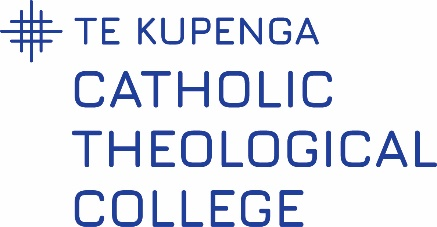 TE KUPENGA
CATHOLIC
THEOLOGICAL
COLLEGE